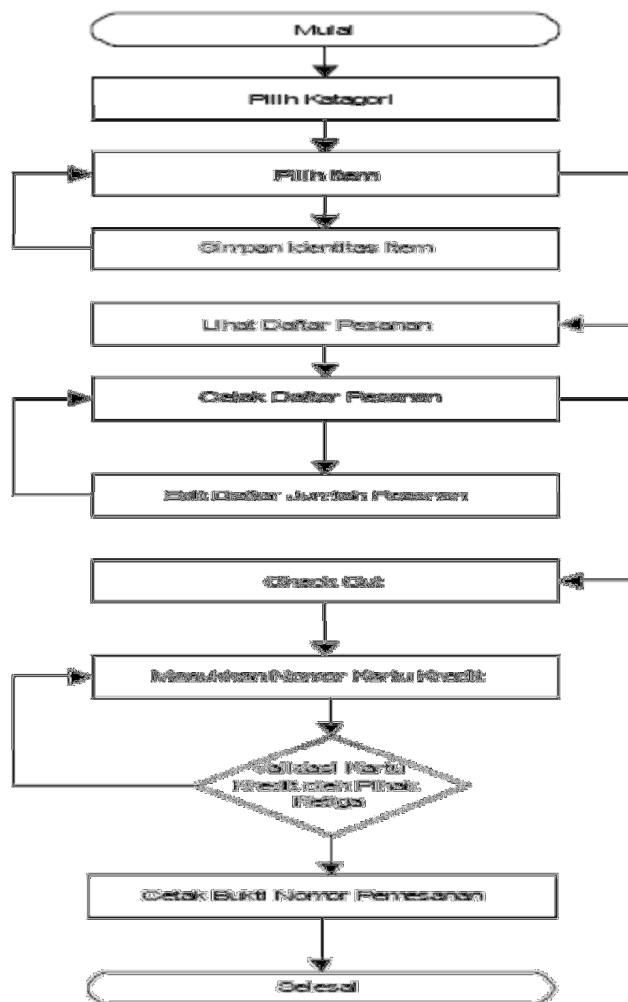 Mulai
Pilih Katagori
Pilih Item
Simpan Identitas Item
Lihat Daftar Pesanan
Cetak Daftar Pesanan
Edit Daftar Jumlah Pesanan
Check Out
Masukkan Nomor Kartu Kredit
Validasi Kartu
Kredit oleh Pihak
Ketiga
Cetak Bukti Nomor Pemesanan
Selesai